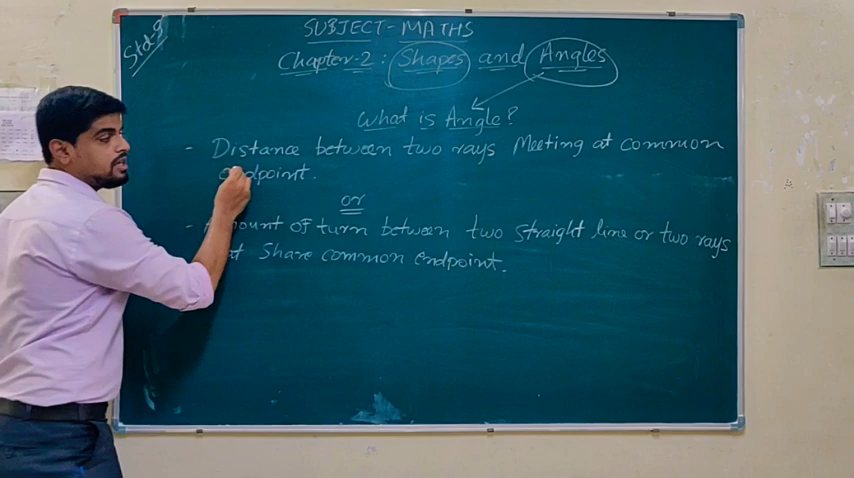 Std-9
SUBJECT-MATHS
Chapter-2: Shapes and Angles
What is Angle?
- Distance between two rays Meeting at common
endpoint.
or
- Amount of turn between two straight line or two rays
share common endpoint.